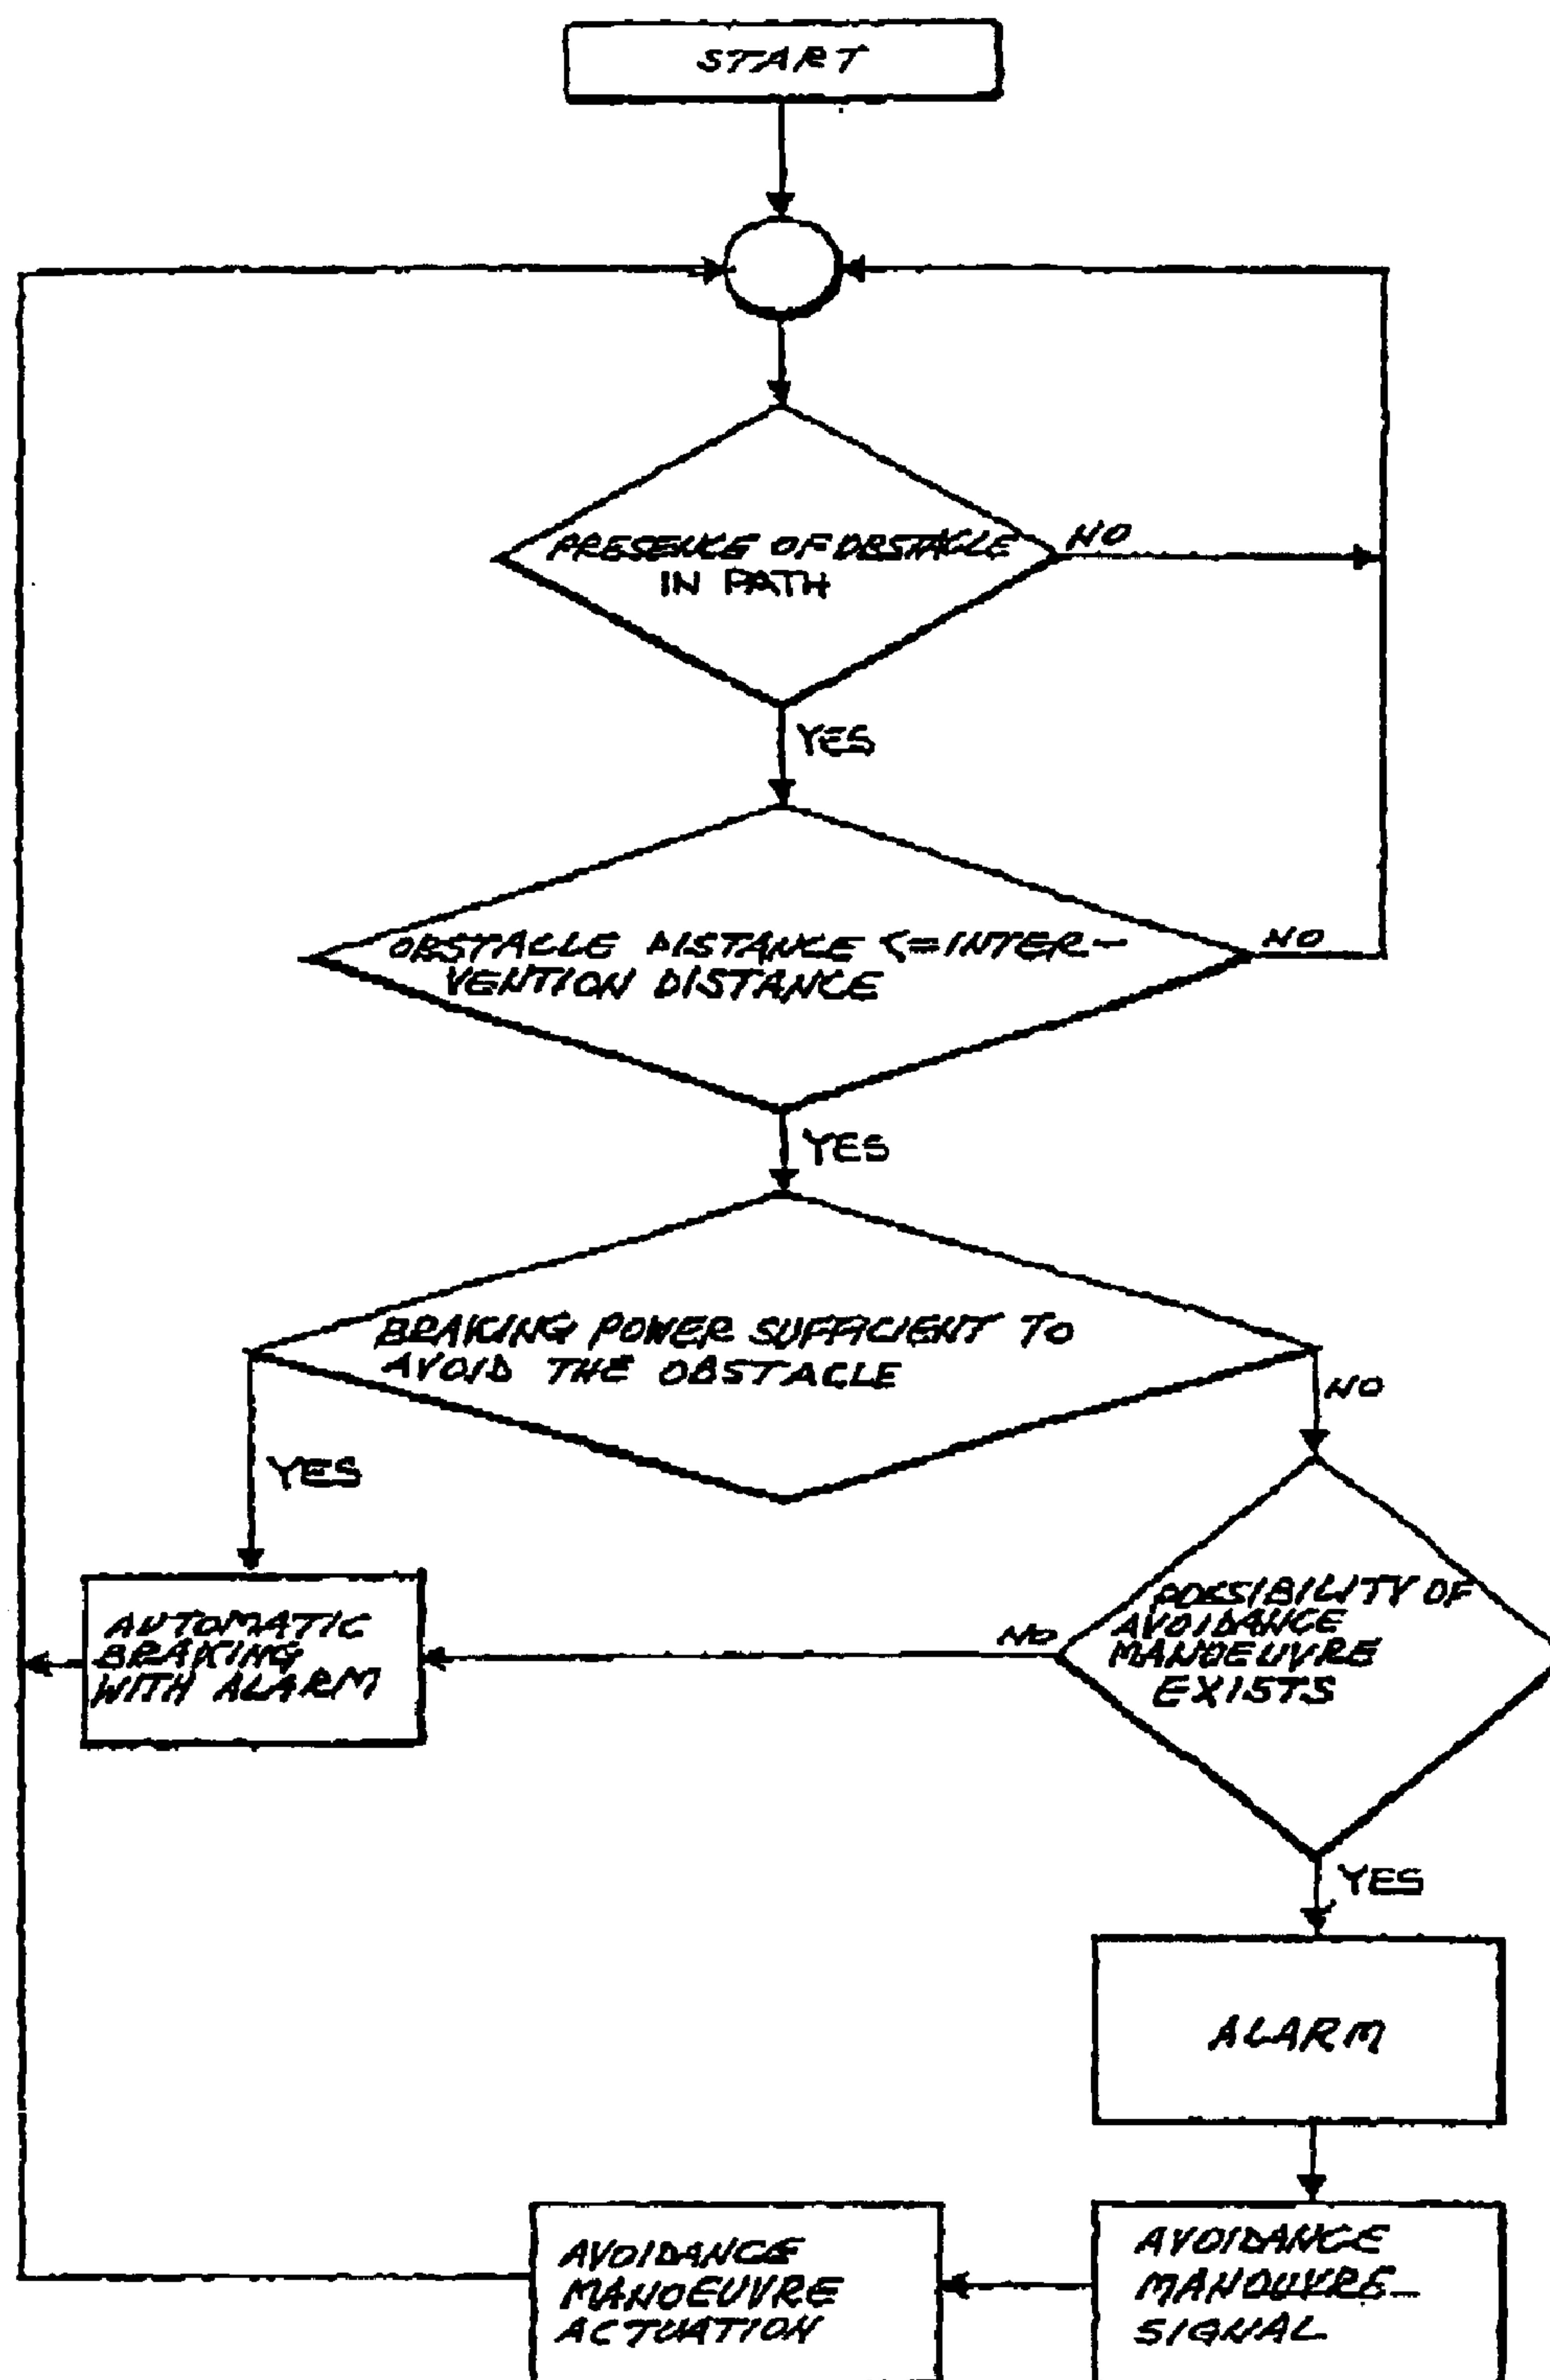 START
PRESENCE OF OBSTACLE
IN PATH
NO
YES
OBSTACLE DISTANCE <= INTER-
VENTION DISTANCE
NO
YES
BRAKING POWER SUFFICIENT TO
AVOID THE OBSTACLE
NO
YES
POSSIBILITY OF
AVOIDANCE
MANOEUVRE
EXISTS
NO
AUTOMATIC
BRAKING
WITH ALARM
YES
ALARM
AVOIDANCE
MANOUVRE
SIGNAL
AVOIDANCE
MANOEUVRE
ACTUATION